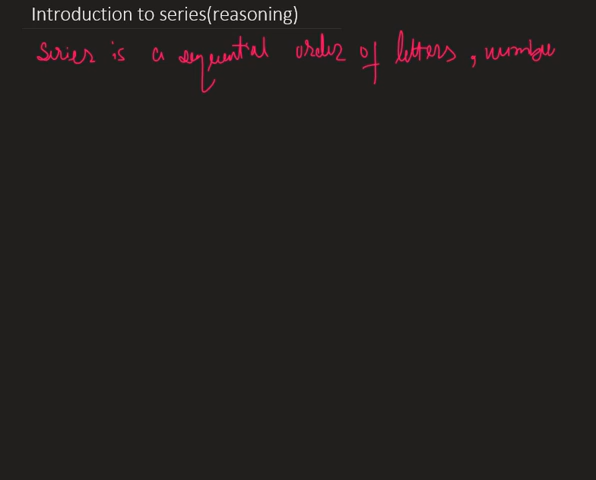 Introduction to series(reasoning)
Series is a sequential order of letters, numbe